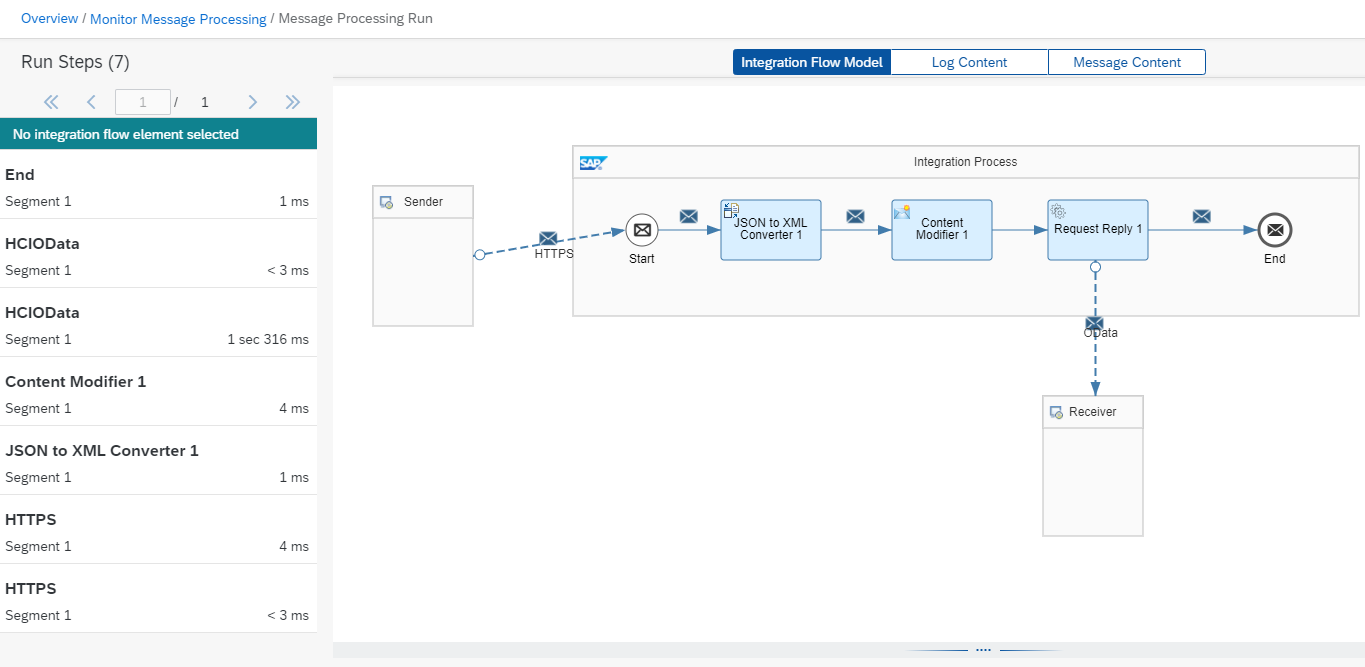 Overview / Monitor Message Processing / Message Processing Run
Run Steps (7)
Integration Flow Model
Log Content
Message Content
1 / 1
No integration flow element selected
End
Segment 1 1 ms
HCIOData
Segment 1 < 3 ms
HCIOData
Segment 1 1 sec 316 ms
Content Modifier 1
Segment 1 4 ms
JSON to XML Converter 1
Segment 1 1 ms
HTTPS
Segment 1 4 ms
HTTPS
Segment 1 < 3 ms
SAP
Integration Process
Sender
HTTPS
Start
JSON to XML
Converter 1
Content
Modifier 1
Request Reply 1
End
OData
Receiver